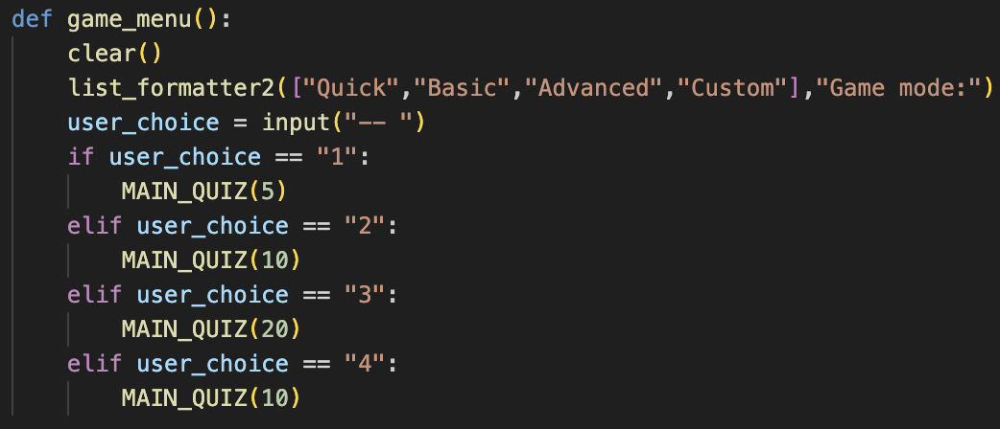 def game_menu():
    clear()
    list_formatter2(["Quick","Basic","Advanced","Custom"],"Game mode:")
    user_choice = input("-- ")
    if user_choice == "1":
        MAIN_QUIZ(5)
    elif user_choice == "2":
        MAIN_QUIZ(10)
    elif user_choice == "3":
        MAIN_QUIZ(20)
    elif user_choice == "4":
        MAIN_QUIZ(10)